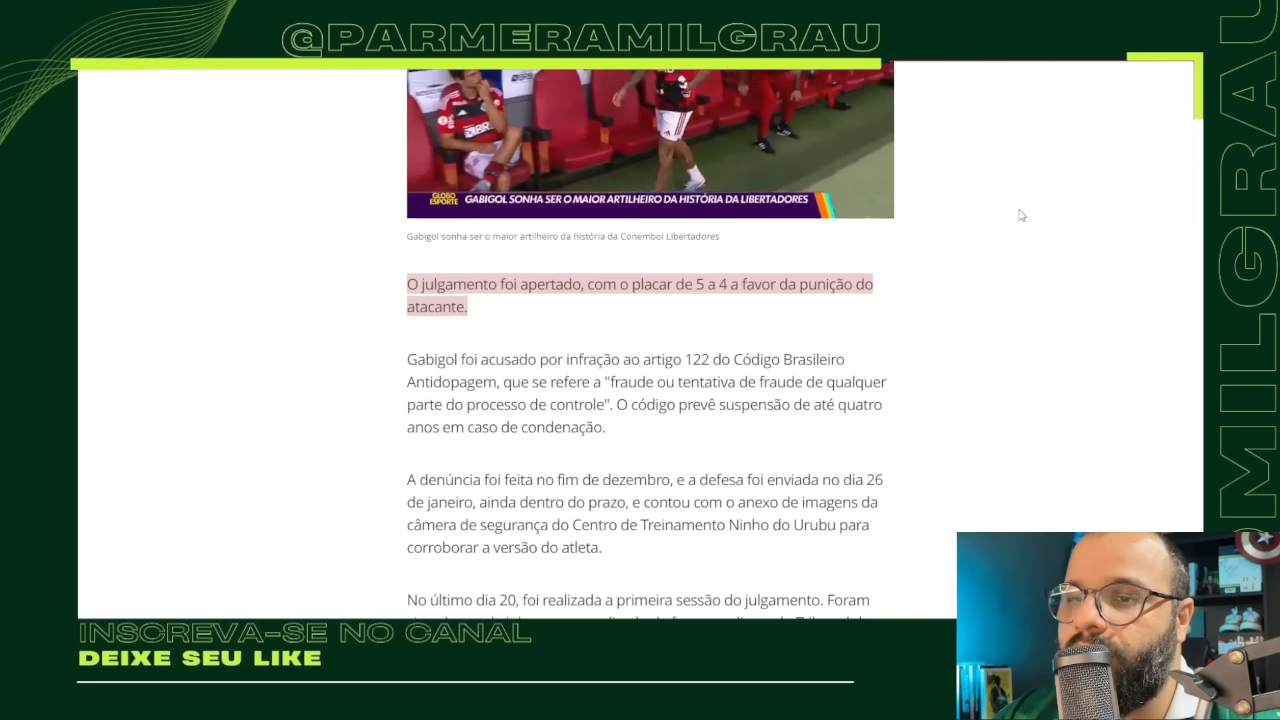 @PARMERAMILGRAU
GLOBO ESPORTE
GABIGOL SONHA SER O MAIOR ARTILHEIRO DA HISTÓRIA DA LIBERTADORES
Gabigol sonha ser o maior artilheiro da história da Conembol Libertadores
O julgamento foi apertado, com o placar de 5 a 4 a favor da punição do
atacante.
Gabigol foi acusado por infração ao artigo 122 do Código Brasileiro
Antidopagem, que se refere a "fraude ou tentativa de fraude de qualquer
parte do processo de controle". O código prevê suspensão de até quatro
anos em caso de condenação.
A denúncia foi feita no fim de dezembro, e a defesa foi enviada no dia 26
de janeiro, ainda dentro do prazo, e contou com o anexo de imagens da
câmera de segurança do Centro de Treinamento Ninho do Urubu para
corroborar a versão do atleta.
No último dia 20, foi realizada a primeira sessão do julgamento. Foram
INSCREVA-SE NO CANAL
DEIXE SEU LIKE
MILGRAU